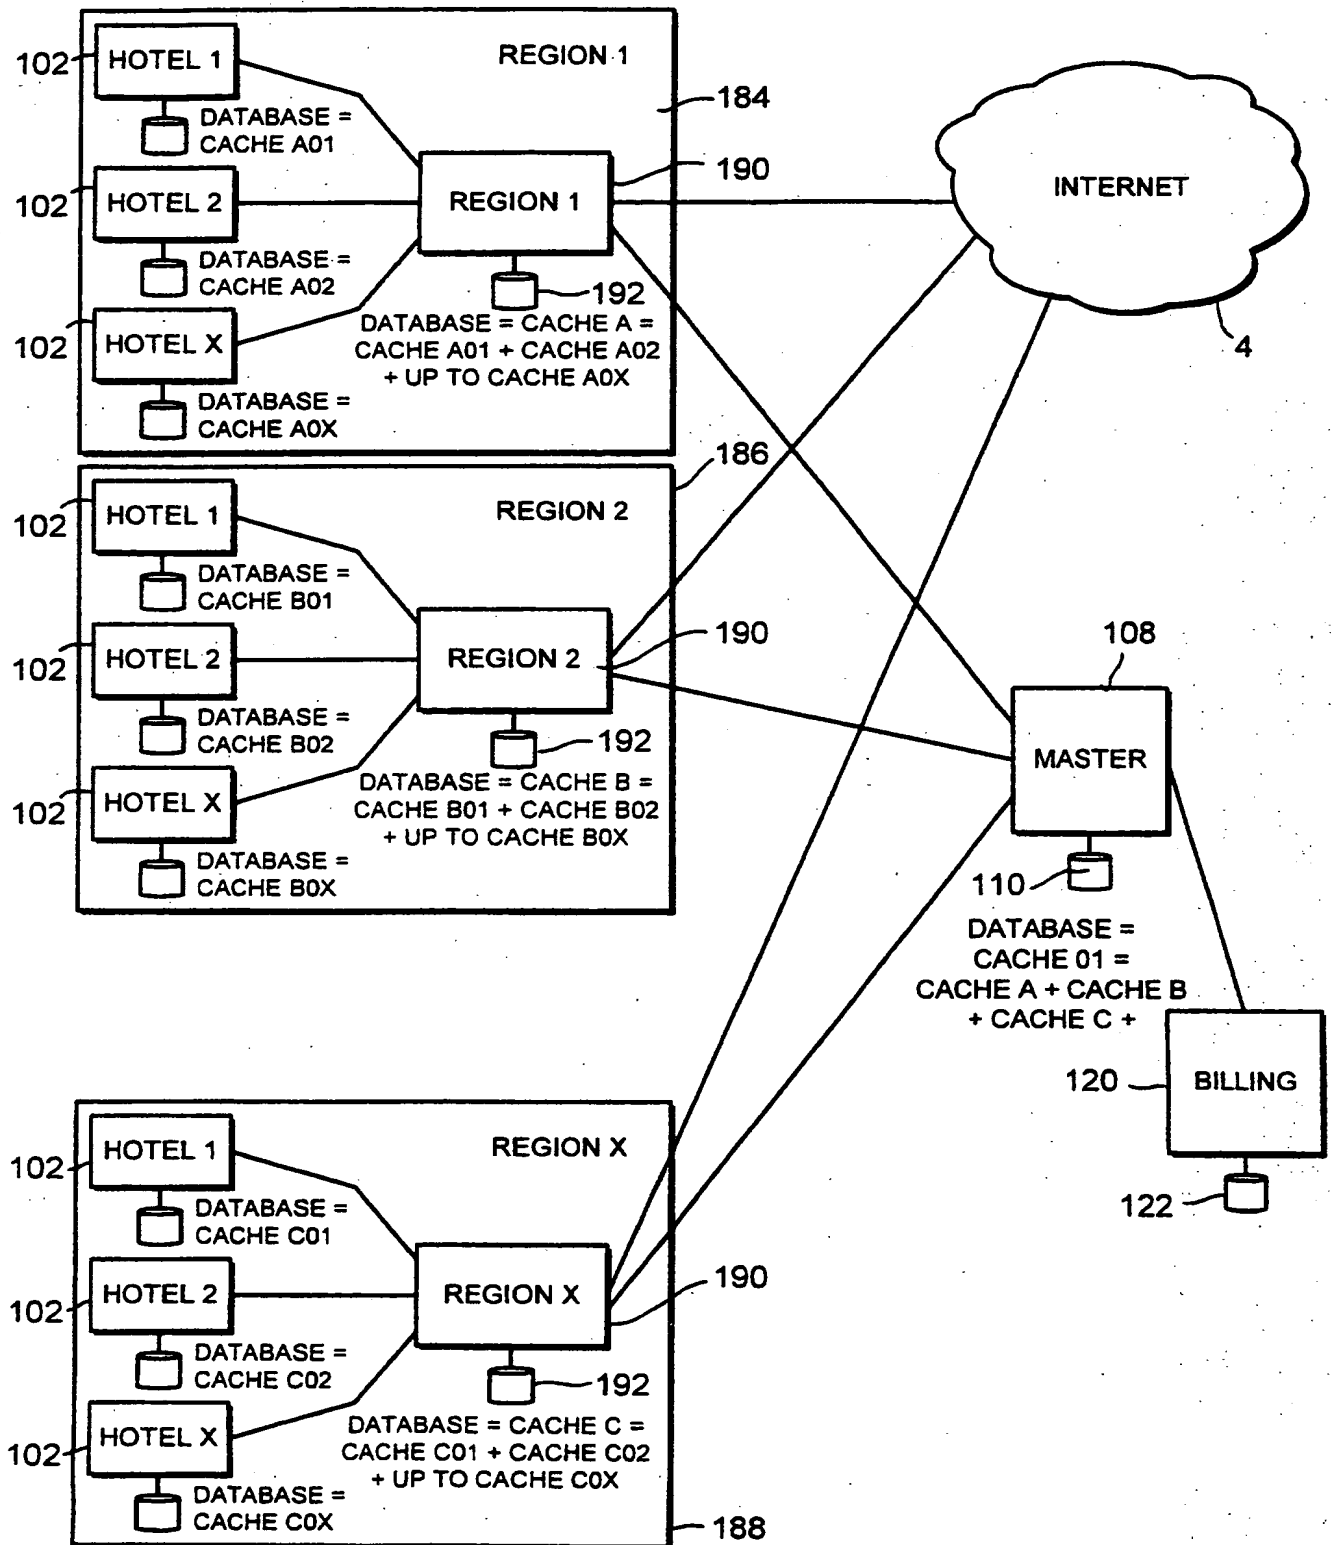 REGION 1
184
102
HOTEL 1
DATABASE =
CACHE A01
102
HOTEL 2
DATABASE =
CACHE A02
102
HOTEL X
DATABASE =
CACHE A0X
REGION 1
190
192
DATABASE = CACHE A =
CACHE A01 + CACHE A02
+ UP TO CACHE A0X
INTERNET
4
186
REGION 2
102
HOTEL 1
DATABASE =
CACHE B01
102
HOTEL 2
DATABASE =
CACHE B02
102
HOTEL X
DATABASE =
CACHE B0X
REGION 2
190
192
DATABASE = CACHE B =
CACHE B01 + CACHE B02
+ UP TO CACHE B0X
108
MASTER
110
DATABASE =
CACHE 01 =
CACHE A + CACHE B
+ CACHE C +
120
BILLING
122
REGION X
102
HOTEL 1
DATABASE =
CACHE C01
102
HOTEL 2
DATABASE =
CACHE C02
102
HOTEL X
DATABASE =
CACHE C0X
REGION X
190
192
DATABASE = CACHE C =
CACHE C01 + CACHE C02
+ UP TO CACHE C0X
188